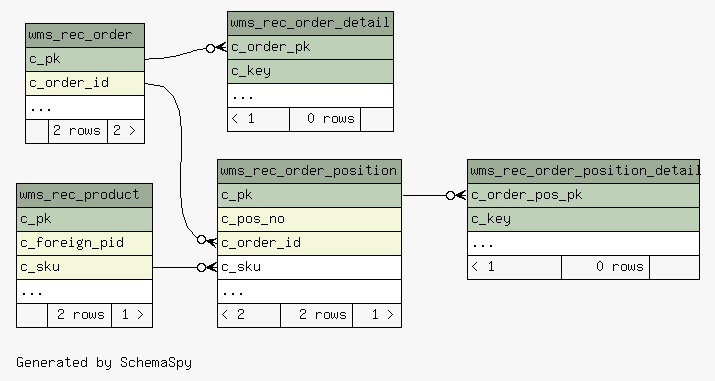 wms_rec_order
c_pk
c_order_id
...
2 rows 2 >
wms_rec_order_detail
c_order_pk
c_key
...
< 1 0 rows
wms_rec_product
c_pk
c_foreign_pid
c_sku
...
2 rows 1 >
wms_rec_order_position
c_pk
c_pos_no
c_order_id
c_sku
...
< 2 2 rows 1 >
wms_rec_order_position_detail
c_order_pos_pk
c_key
...
< 1 0 rows
Generated by SchemaSpy